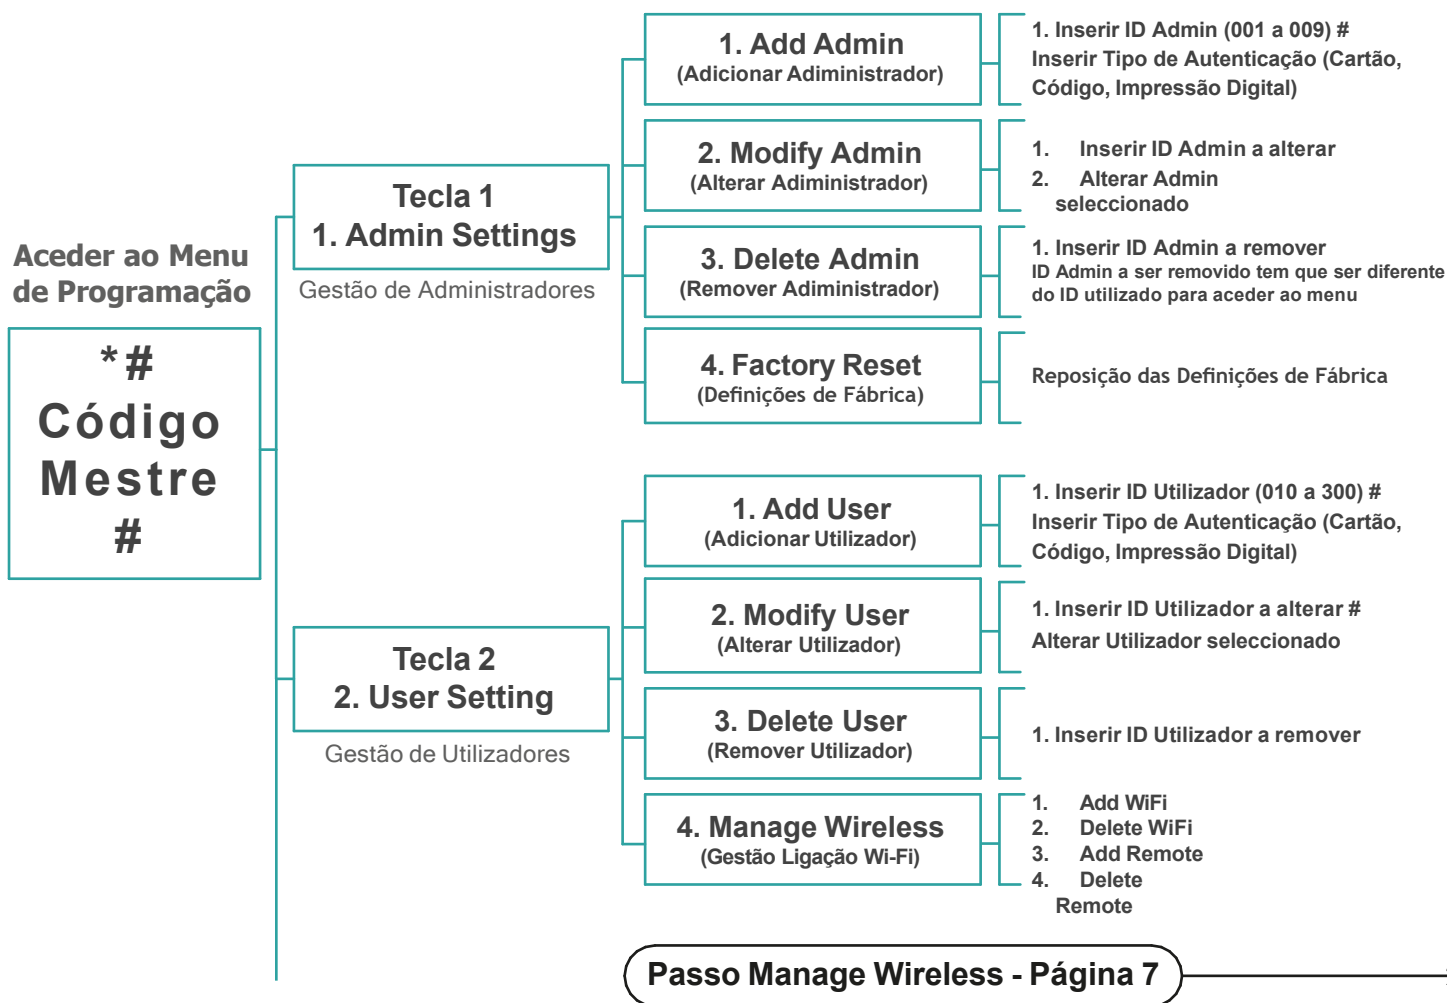 Aceder ao Menu
de Programação
*#
Código
Mestre
#
Tecla 1
1. Admin Settings
Gestão de Administradores
1. Add Admin
(Adicionar Adiministrador)
1. Inserir ID Admin (001 a 009) #
Inserir Tipo de Autenticação (Cartão,
Código, Impressão Digital)
2. Modify Admin
(Alterar Adiministrador)
1. Inserir ID Admin a alterar
2. Alterar Admin
seleccionado
3. Delete Admin
(Remover Adiministrador)
1. Inserir ID Admin a remover
ID Admin a ser removido tem que ser diferente
do ID utilizado para aceder ao menu
4. Factory Reset
(Definições de Fábrica)
Reposição das Definições de Fábrica
Tecla 2
2. User Setting
Gestão de Utilizadores
1. Add User
(Adicionar Utilizador)
1. Inserir ID Utilizador (010 a 300) #
Inserir Tipo de Autenticação (Cartão,
Código, Impressão Digital)
2. Modify User
(Alterar Utilizador)
1. Inserir ID Utilizador a alterar #
Alterar Utilizador seleccionado
3. Delete User
(Remover Utilizador)
1. Inserir ID Utilizador a remover
4. Manage Wireless
(Gestão Ligação Wi-Fi)
1. Add WiFi
2. Delete WiFi
3. Add Remote
4. Delete
Remote
Passo Manage Wireless - Página 7